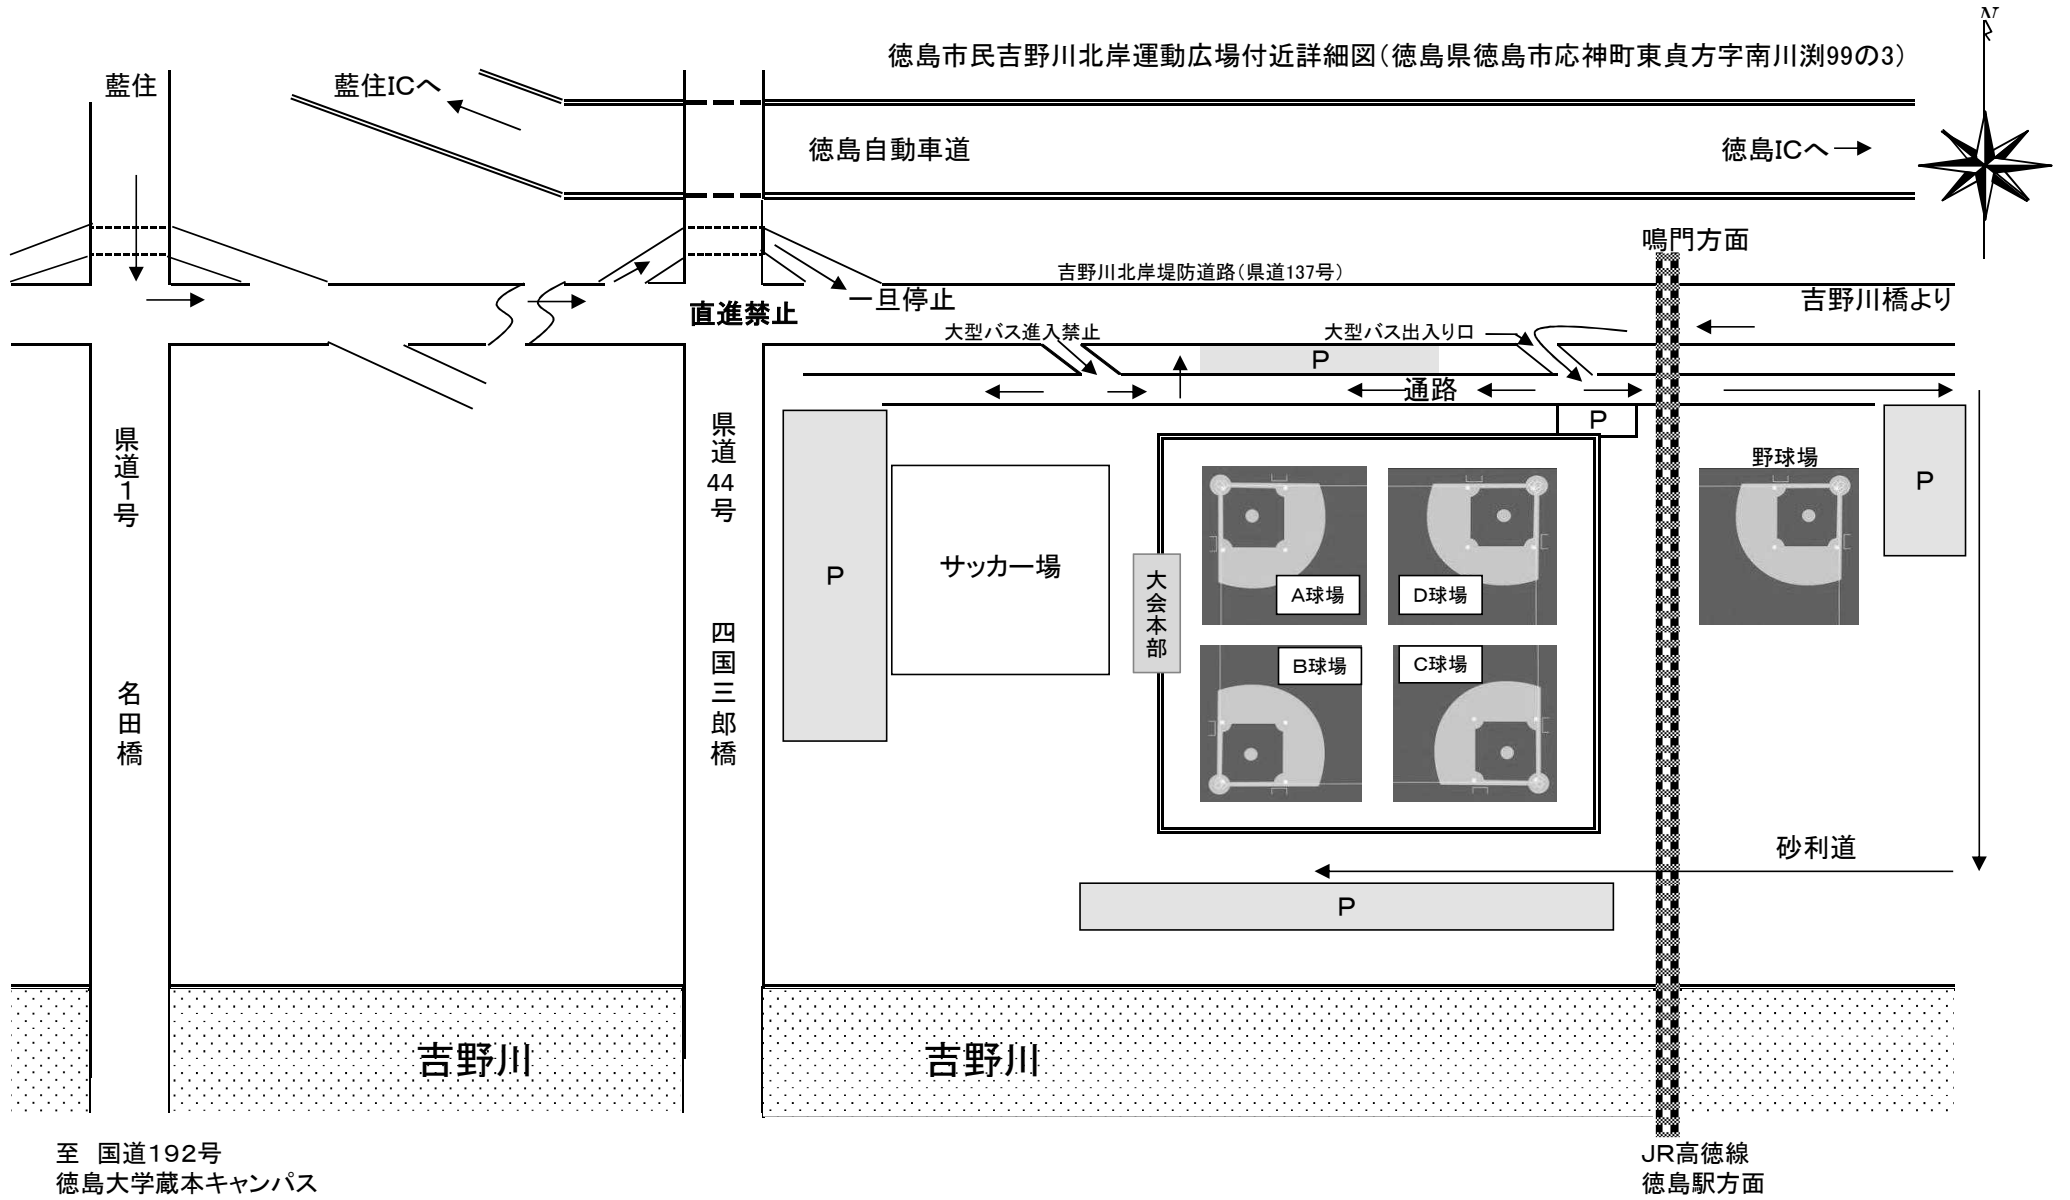 N
徳島市民吉野川北岸運動広場付近詳細図(徳島県徳島市応神町東貞方字南川渕99の3)
藍住
藍住ICへ
徳島自動車道
徳島ICへ
鳴門方面
吉野川北岸堤防道路(県道137号)
一旦停止
吉野川橋より
直進禁止
大型バス進入禁止
大型バス出入り口
P
通路
P
県道1号
県道44号
野球場
P
P
サッカー場
大会本部
A球場
D球場
B球場
C球場
名田橋
四国三郎橋
砂利道
P
吉野川
吉野川
至 国道192号
徳島大学蔵本キャンパス
JR高徳線
徳島駅方面